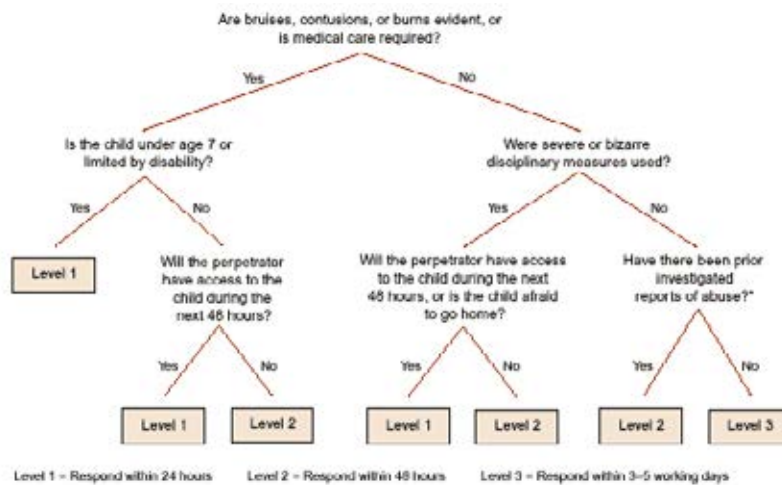 Are bruises, contusions, or burns evident, or
is medical care required?
Yes
No
Is the child under age 7 or
limited by disability?
Were severe or bizarre
disciplinary measures used?
Yes
No
Yes
No
Level 1
Will the perpetrator
have access to the
child during the
next 48 hours?
Will the perpetrator have access
to the child during the next
48 hours, or is the child afraid
to go home?
Have there been prior
investigated
reports of abuse?*
Yes
No
Yes
No
Yes
No
Level 1
Level 2
Level 1
Level 2
Level 2
Level 3
Level 1 = Respond within 24 hours
Level 2 = Respond within 48 hours
Level 3 = Respond within 3–5 working days